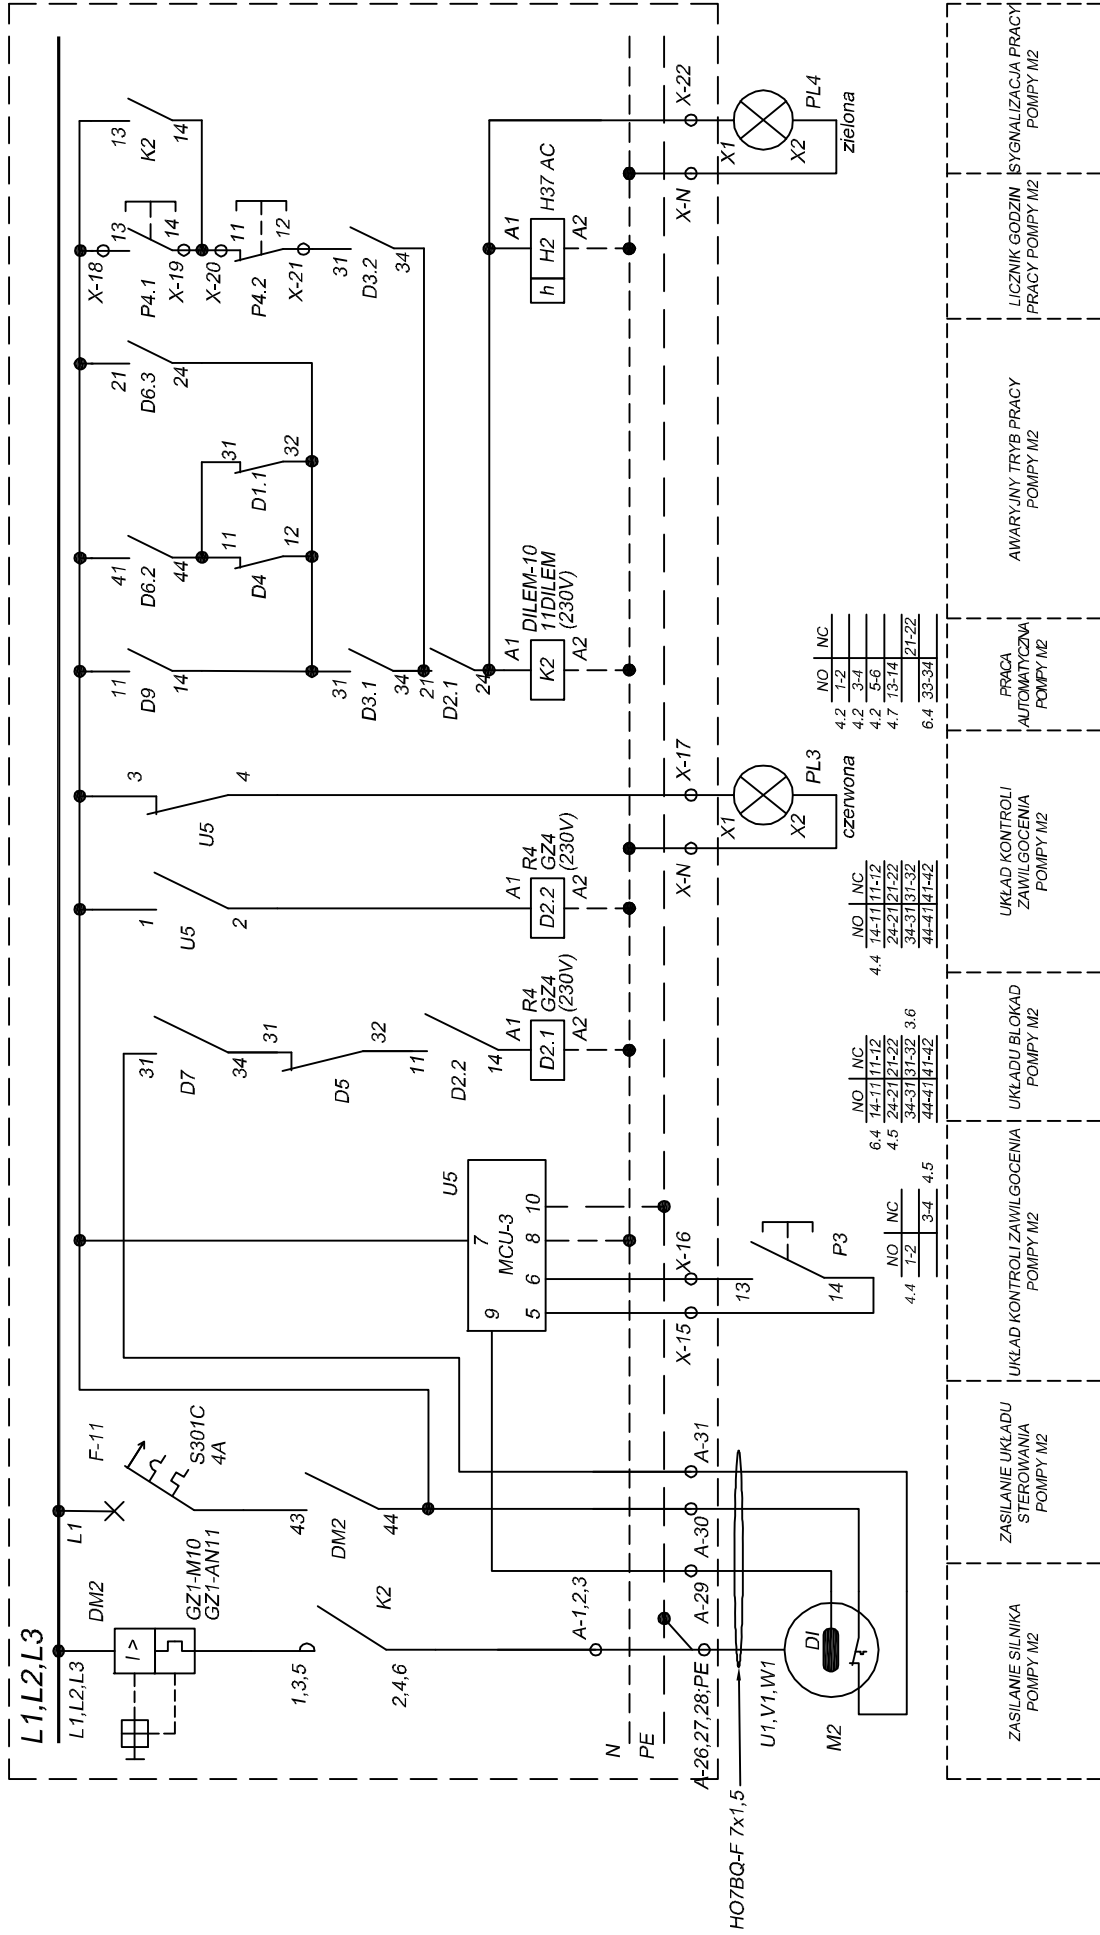 L1,L2,L3
L1,L2,L3
DM2
I >
GZ1-M10
GZ1-AN11
1,3,5
K2
2,4,6
A-1,2,3
N
PE
A-26,27,28;PE
HO7BQ-F 7x1,5
U1,V1,W1
M2
DI
A-29
A-30
A-31
L1
F-11
S301C
4A
43
DM2
44
U5
MCU-3
7
9
5
6
8
10
X-15
X-16
13
14
P3
NO NC
4.4 1-2
3-4 4.5
31
D7
34
31
D5
32
11
D2.2
14
A1
R4
GZ4
(230V)
D2.1
A2
NO NC
6.4 14-11 11-12
4.5 24-21 21-22
34-31 31-32 3.6
44-41 41-42
1
U5
2
A1
R4
GZ4
(230V)
D2.2
A2
NO NC
4.4 14-11 11-12
24-21 21-22
34-31 31-32
44-41 41-42
3
U5
4
X-N
X-17
X1
X2
PL3
czerwona
11
D9
14
31
D3.1
34
21
D2.1
24
A1
DILEM-10
11DILEM
(230V)
K2
A2
NO NC
4.2 1-2
4.2 3-4
4.2 5-6
4.7 13-14
21-22
6.4 33-34
41
D6.2
44
11
D4
12
31
D1.1
32
21
D6.3
24
X-18
13
P4.1
14
X-19
X-20
11
P4.2
12
X-21
31
D3.2
34
13
K2
14
A1
H37 AC
h
H2
A2
X-N
X-22
X1
X2
PL4
zielona
ZASILANIE SILNIKA
POMPY M2
ZASILANIE UKŁADU
STEROWANIA
POMPY M2
UKŁAD KONTROLI ZAWILGOCENIA
POMPY M2
UKŁADU BLOKAD
POMPY M2
UKŁAD KONTROLI
ZAWILGOCENIA
POMPY M2
PRACA
AUTOMATYCZNA
POMPY M2
AWARYJNY TRYB PRACY
POMPY M2
LICZNIK GODZIN
PRACY POMPY M2
SYGNALIZACJA PRACY
POMPY M2